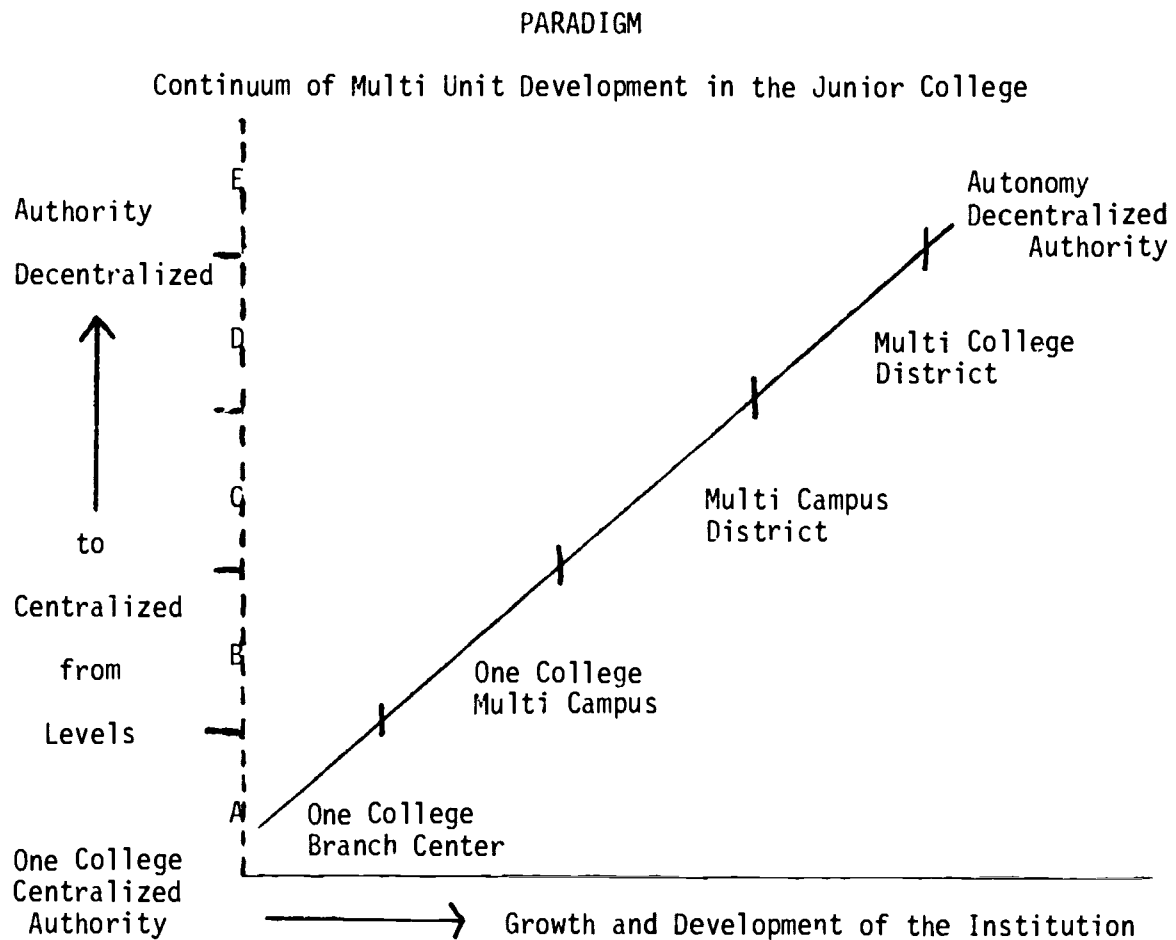 PARADIGM
Continuum of Multi Unit Development in the Junior College
E
Authority
Decentralized
D
C
to
Centralized
B
from
Levels
A
One College
Centralized
Authority
Autonomy
Decentralized
Authority
Multi College
District
Multi Campus
District
One College
Multi Campus
One College
Branch Center
Growth and Development of the Institution